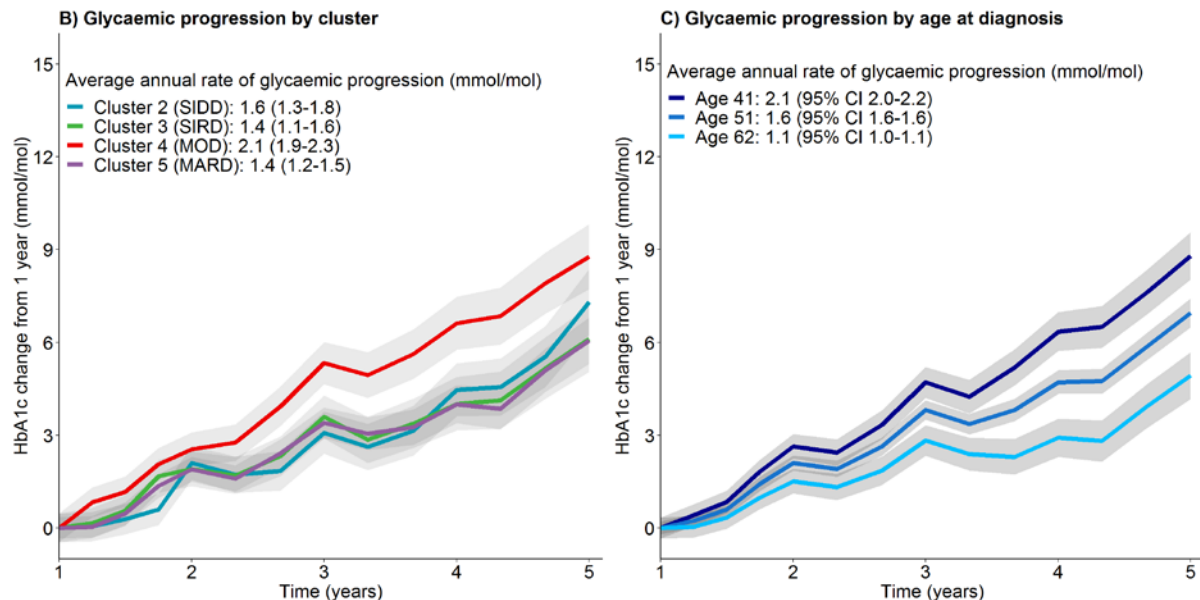 B) Glycaemic progression by cluster
15
12
9
6
3
0
HbA1c change from 1 year (mmol/mol)
Average annual rate of glycaemic progression (mmol/mol)
Cluster 2 (SIDD): 1.6 (1.3-1.8)
Cluster 3 (SIRD): 1.4 (1.1-1.6)
Cluster 4 (MOD): 2.1 (1.9-2.3)
Cluster 5 (MARD): 1.4 (1.2-1.5)
1 2 3 4 5
Time (years)
C) Glycaemic progression by age at diagnosis
15
12
9
6
3
0
HbA1c change from 1 year (mmol/mol)
Average annual rate of glycaemic progression (mmol/mol)
Age 41: 2.1 (95% CI 2.0-2.2)
Age 51: 1.6 (95% CI 1.6-1.6)
Age 62: 1.1 (95% CI 1.0-1.1)
1 2 3 4 5
Time (years)